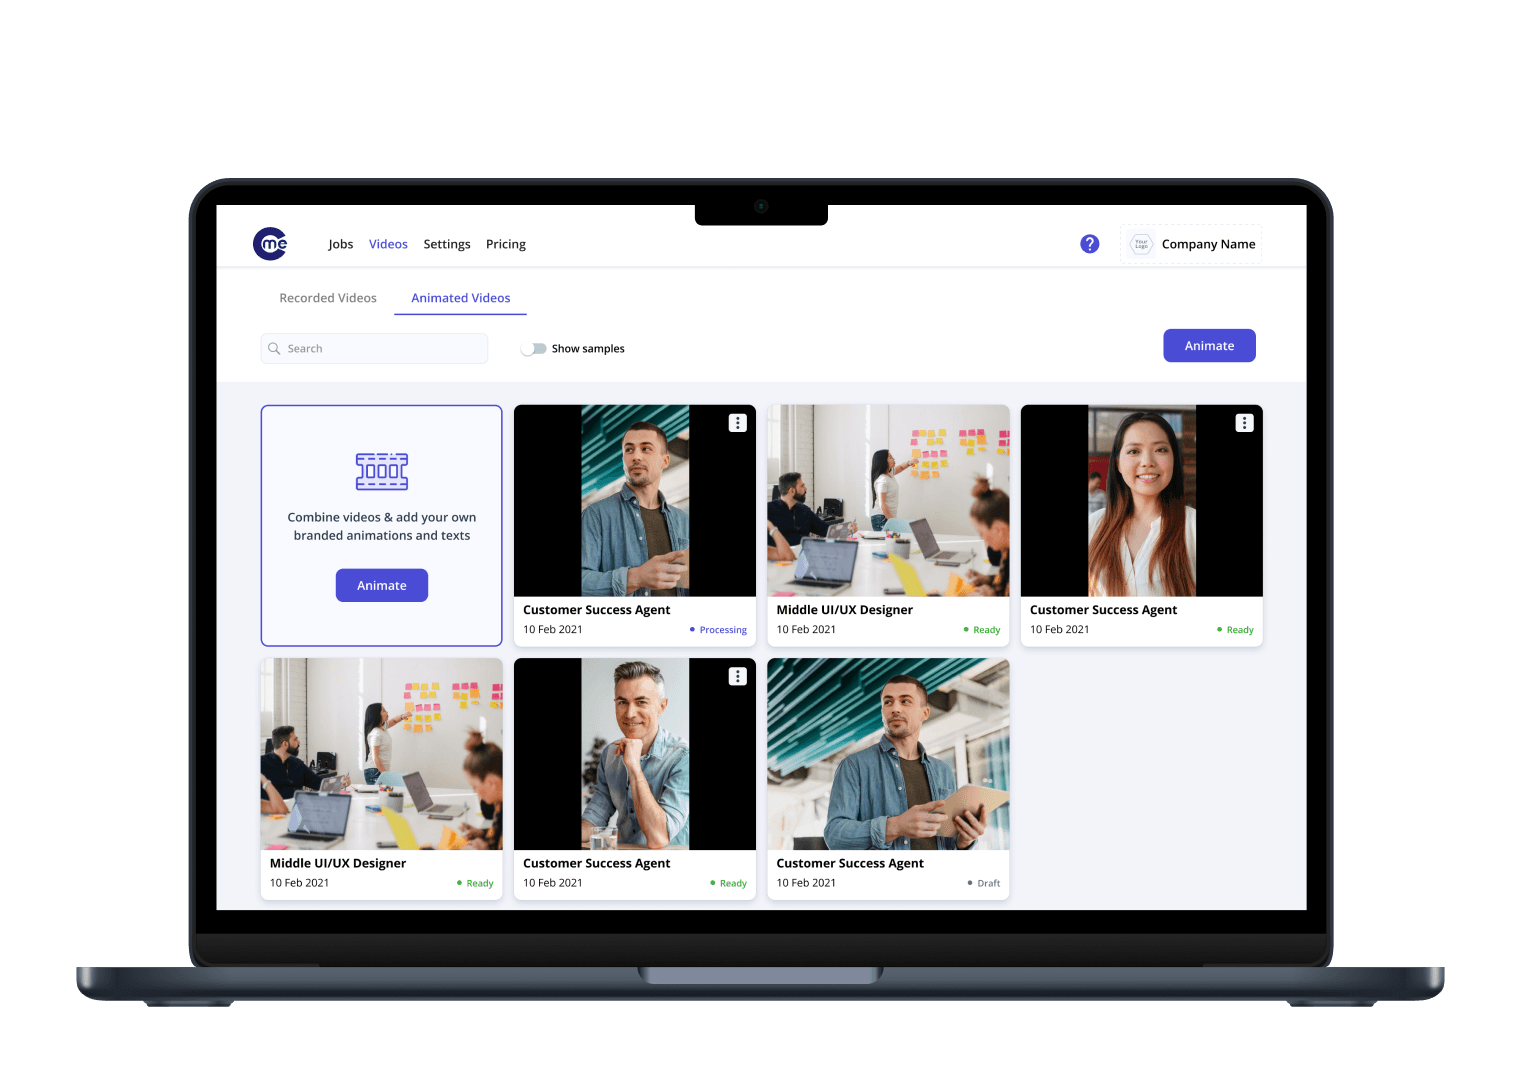 cme
Jobs Videos Settings Pricing
?
Your
Logo
Company Name
Recorded Videos Animated Videos
Search
Show samples
Animate
Combine videos & add your own
branded animations and texts
Animate
Customer Success Agent
10 Feb 2021 Processing
Middle UI/UX Designer
10 Feb 2021 Ready
Customer Success Agent
10 Feb 2021 Ready
Middle UI/UX Designer
10 Feb 2021 Ready
Customer Success Agent
10 Feb 2021 Ready
Customer Success Agent
10 Feb 2021 Draft